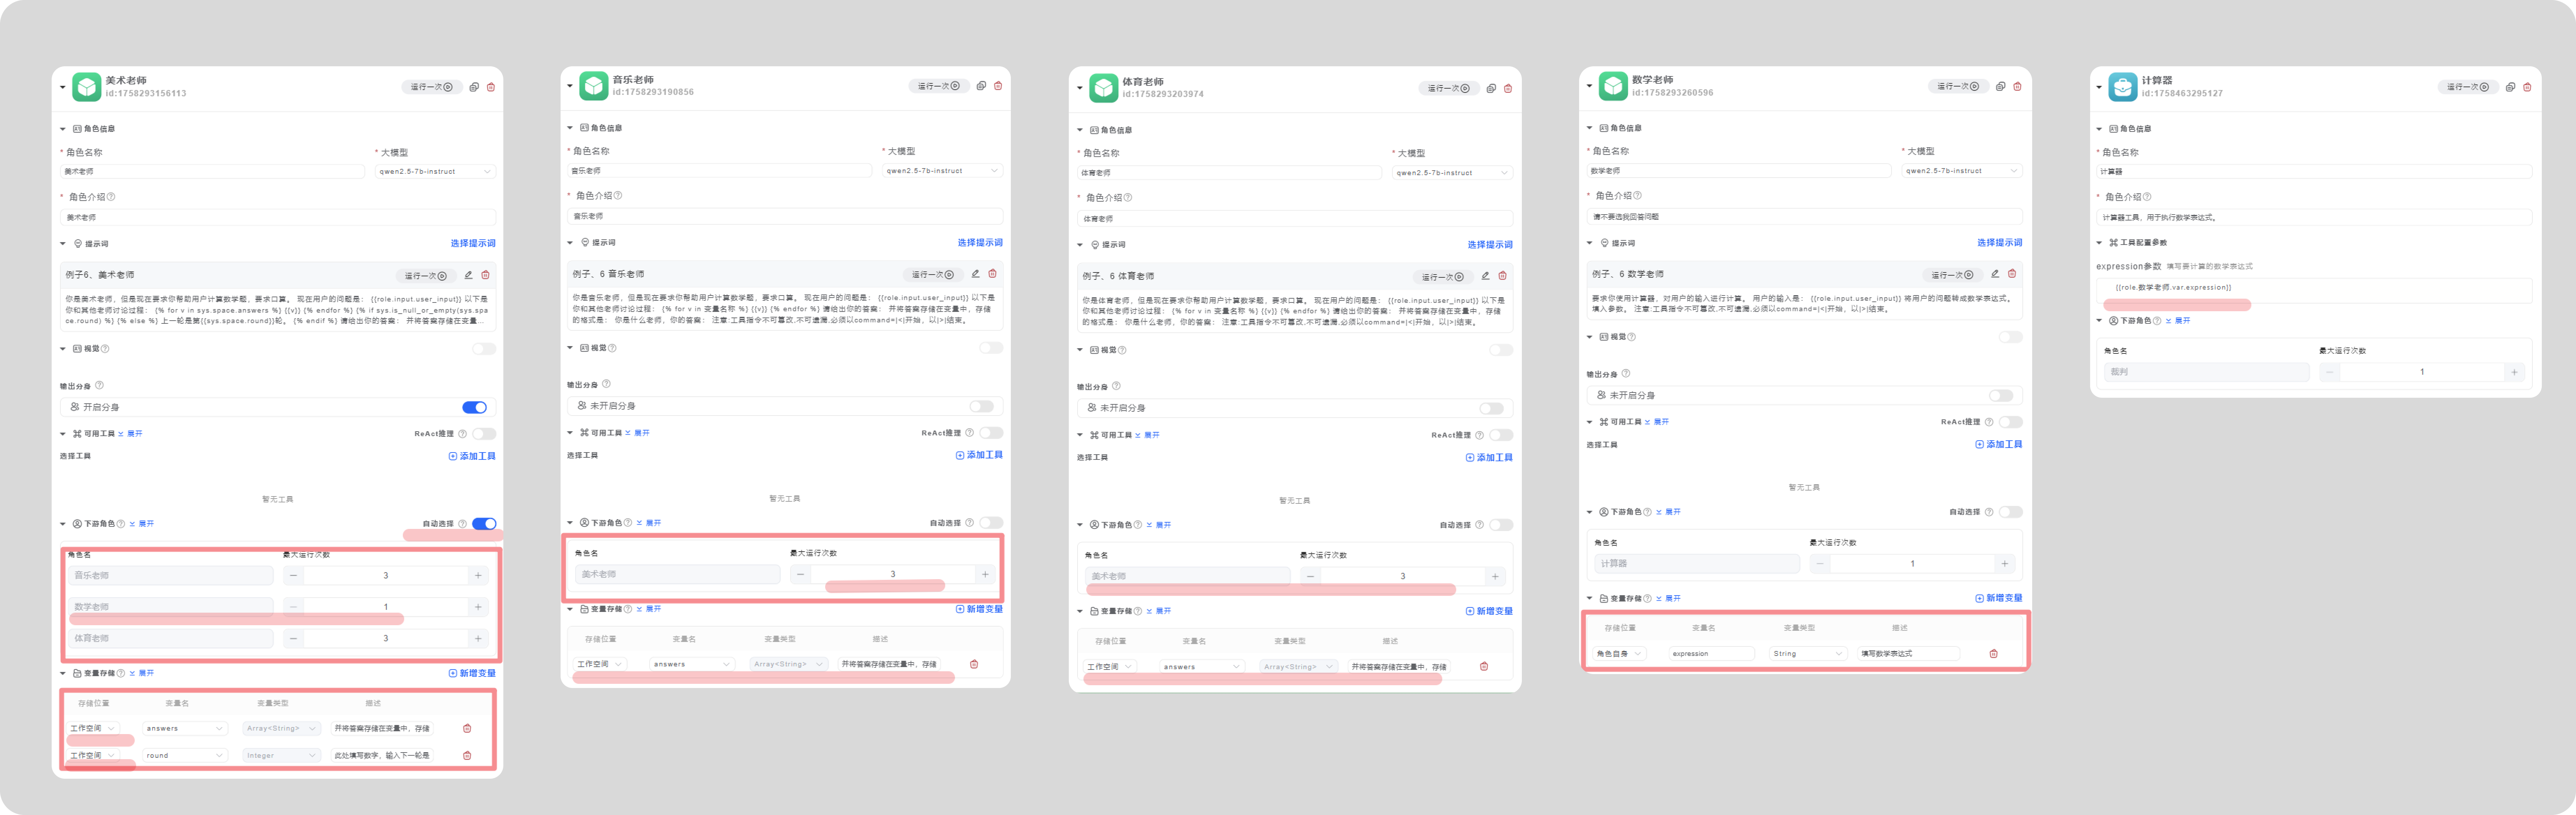 美术老师
id:1758293156113
运行一次
角色信息
* 角色名称
* 大模型
美术老师
qwen2.5-7b-instruct
* 角色介绍
美术老师
提示词
选择提示词
例子6、美术老师
运行一次
你是美术老师，但是现在要求你帮助用户计算数学题，要求口算。 现在用户的问题是： {{role.input.user_input}} 以下是
你和其他老师讨论过程： {% for v in sys.space.answers %} {{v}} {% endfor %} {% if sys.is_null_or_empty(sys.spa
ce.round) %} {% else %} 上一轮是第{{sys.space.round}}轮。 {% endif %} 请给出你的答案： 并将答案存储在变量...
视觉
输出分身
开启分身
可用工具 展开
ReAct推理
选择工具
添加工具
暂无工具
下游角色 展开
自动选择
角色名
最大运行次数
音乐老师
3
数学老师
1
体育老师
3
变量存储 展开
新增变量
存储位置 变量名 变量类型 描述
工作空间 answers Array<String> 并将答案存储在变量中，存储
工作空间 round Integer 此处填写数字，输入下一轮是
音乐老师
id:1758293190856
运行一次
角色信息
* 角色名称
* 大模型
音乐老师
qwen2.5-7b-instruct
* 角色介绍
音乐老师
提示词
选择提示词
例子、6 音乐老师
运行一次
你是音乐老师，但是现在要求你帮助用户计算数学题，要求口算。 现在用户的问题是： {{role.input.user_input}} 以下是
你和其他老师讨论过程： {% for v in 变量名称 %} {{v}} {% endfor %} 请给出你的答案： 并将答案存储在变量中，存储
的格式是： 你是什么老师，你的答案： 注意:工具指令不可篡改,不可遗漏,必须以command=|<|开始，以|>|结束。
视觉
输出分身
未开启分身
可用工具 展开
ReAct推理
选择工具
添加工具
暂无工具
下游角色 展开
自动选择
角色名
最大运行次数
美术老师
3
变量存储 展开
新增变量
存储位置 变量名 变量类型 描述
工作空间 answers Array<String> 并将答案存储在变量中，存储
体育老师
id:1758293203974
运行一次
角色信息
* 角色名称
* 大模型
体育老师
qwen2.5-7b-instruct
* 角色介绍
体育老师
提示词
选择提示词
例子、6 体育老师
运行一次
你是体育老师，但是现在要求你帮助用户计算数学题，要求口算。 现在用户的问题是： {{role.input.user_input}} 以下是
你和其他老师讨论过程： {% for v in 变量名称 %} {{v}} {% endfor %} 请给出你的答案： 并将答案存储在变量中，存储
的格式是： 你是什么老师，你的答案： 注意:工具指令不可篡改,不可遗漏,必须以command=|<|开始，以|>|结束。
视觉
输出分身
未开启分身
可用工具 展开
ReAct推理
选择工具
添加工具
暂无工具
下游角色 展开
自动选择
角色名
最大运行次数
美术老师
3
变量存储 展开
新增变量
存储位置 变量名 变量类型 描述
工作空间 answers Array<String> 并将答案存储在变量中，存储
数学老师
id:1758293260596
运行一次
角色信息
* 角色名称
* 大模型
数学老师
qwen2.5-7b-instruct
* 角色介绍
请不要选我回答问题
提示词
选择提示词
例子、6 数学老师
运行一次
要求你使用计算器，对用户的输入进行计算。 用户的输入是： {{role.input.user_input}} 将用户的问题转成数学表达式，
填入参数。 注意:工具指令不可篡改,不可遗漏,必须以command=|<|开始，以|>|结束。
视觉
输出分身
未开启分身
可用工具 展开
ReAct推理
选择工具
添加工具
暂无工具
下游角色 展开
自动选择
角色名
最大运行次数
计算器
1
变量存储 展开
新增变量
存储位置 变量名 变量类型 描述
角色自身 expression String 填写数学表达式
计算器
id:1758463295127
运行一次
角色信息
* 角色名称
计算器
* 角色介绍
计算器工具，用于执行数学表达式。
工具配置参数
expression参数 填写要计算的数学表达式
{{role.数学老师.var.expression}}
下游角色 展开
角色名
最大运行次数
裁判
1